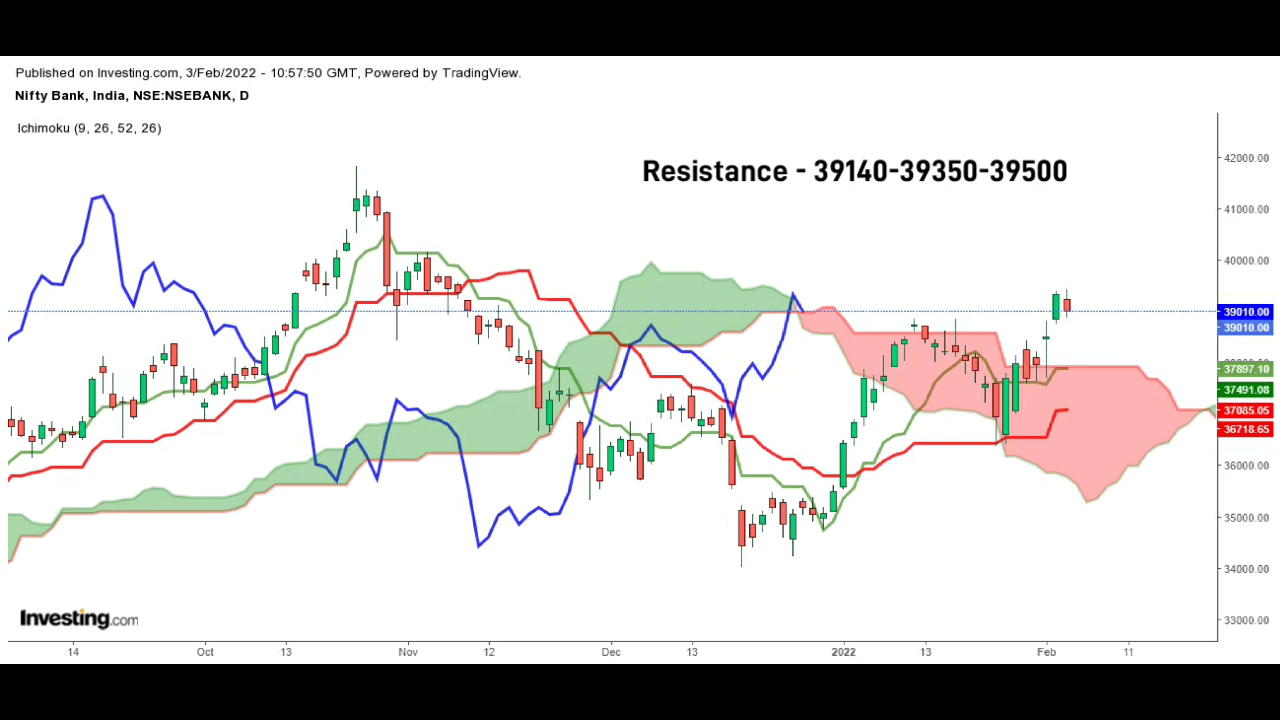 Published on Investing.com, 3/Feb/2022 - 10:57:50 GMT, Powered by TradingView.
Nifty Bank, India, NSE:NSEBANK, D
Ichimoku (9, 26, 52, 26)
Resistance - 39140-39350-39500
42000.00
41000.00
40000.00
39010.00
39010.00
38000.00
37897.10
37491.08
37085.05
36718.65
36000.00
35000.00
34000.00
33000.00
Investing.com
14 Oct 13 Nov 12 Dec 13 2022 13 Feb 11